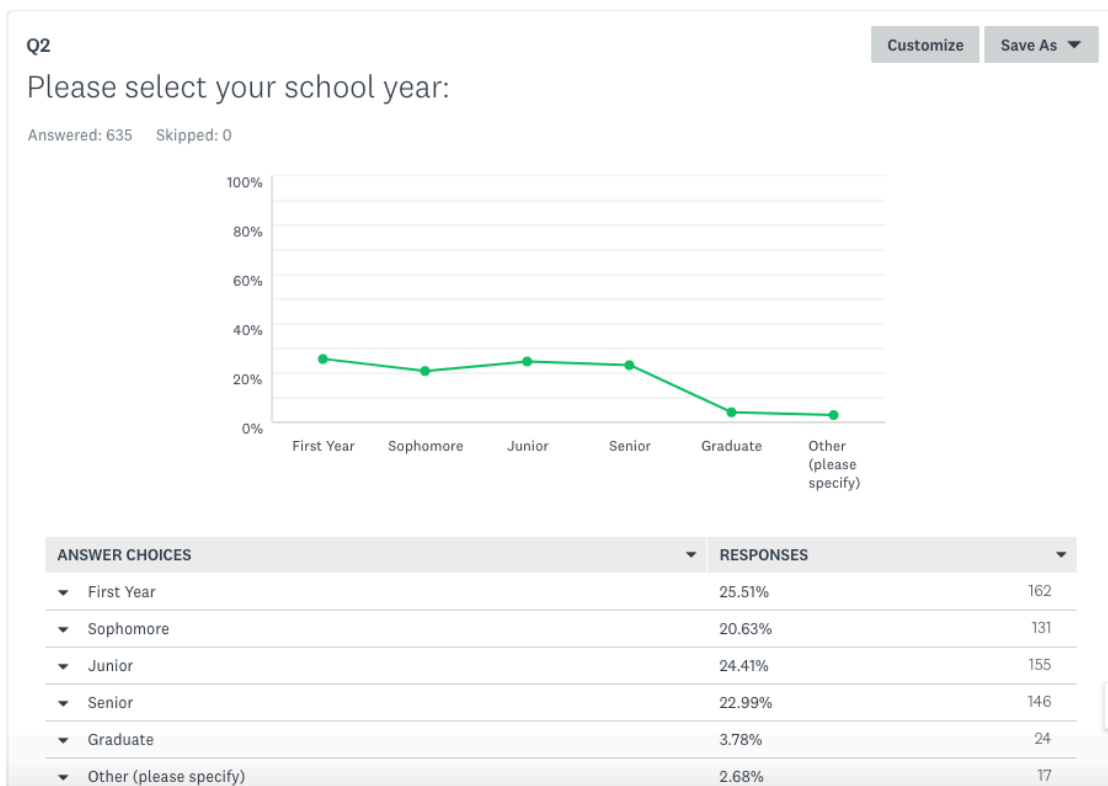 Q2
Customize
Save As
Please select your school year:
Answered: 635 Skipped: 0
100%
80%
60%
40%
20%
0%
First Year Sophomore Junior Senior Graduate Other
(please
specify)
ANSWER CHOICES RESPONSES
First Year 25.51% 162
Sophomore 20.63% 131
Junior 24.41% 155
Senior 22.99% 146
Graduate 3.78% 24
Other (please specify) 2.68% 17